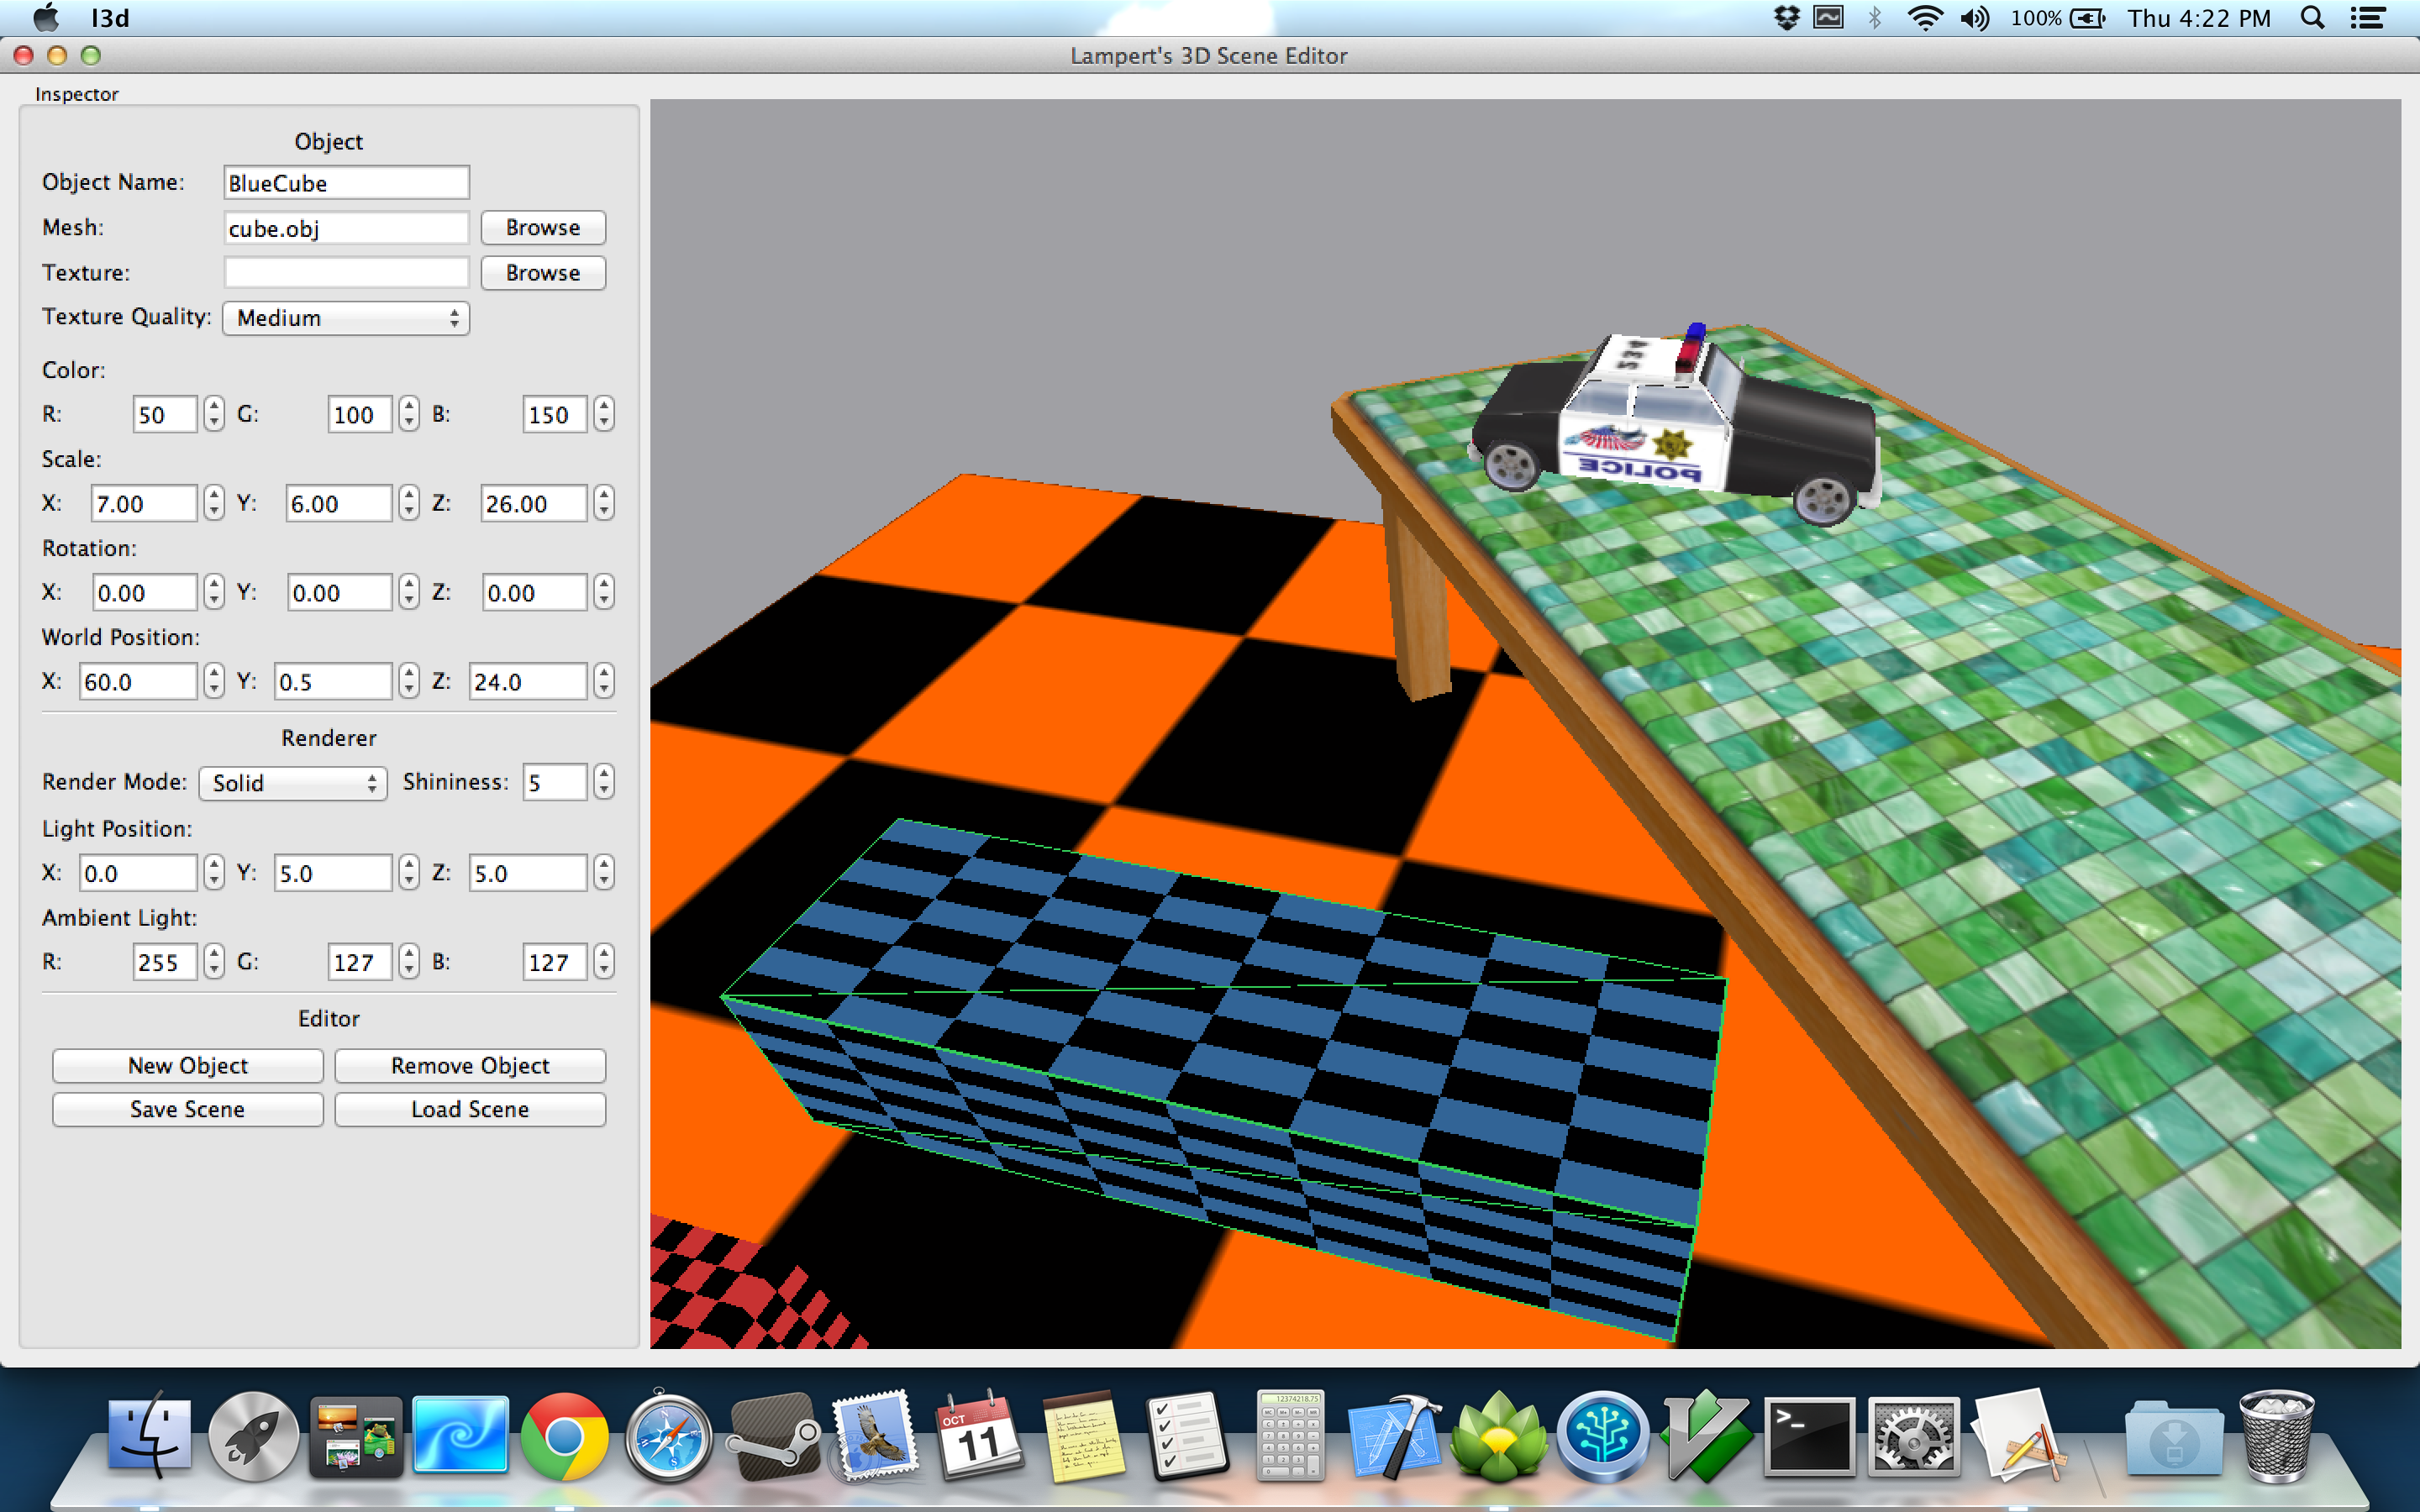 l3d
100%
Thu 4:22 PM
Lampert's 3D Scene Editor
Inspector
Object
Object Name: BlueCube
Mesh: cube.obj Browse
Texture: Browse
Texture Quality: Medium
Color:
R: 50 G: 100 B: 150
Scale:
X: 7.00 Y: 6.00 Z: 26.00
Rotation:
X: 0.00 Y: 0.00 Z: 0.00
World Position:
X: 60.0 Y: 0.5 Z: 24.0
Renderer
Render Mode: Solid Shininess: 5
Light Position:
X: 0.0 Y: 5.0 Z: 5.0
Ambient Light:
R: 255 G: 127 B: 127
Editor
New Object Remove Object
Save Scene Load Scene
POLICE
OCT
11
12374218.75